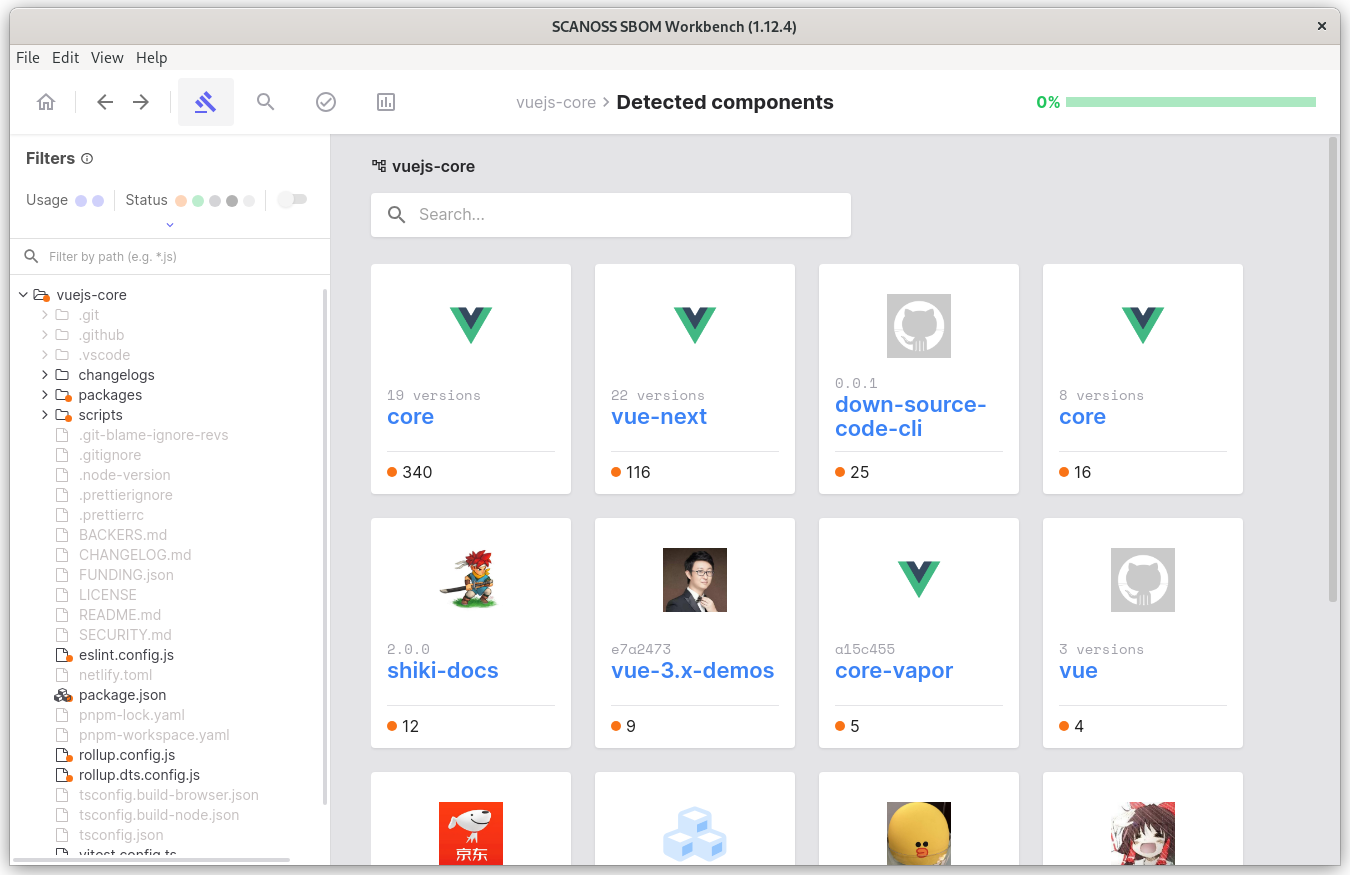 SCANOSS SBOM Workbench (1.12.4)
File Edit View Help
vuejs-core > Detected components
0%
Filters
Usage Status
Filter by path (e.g. *.js)
vuejs-core
.git
.github
.vscode
changelogs
packages
scripts
.git-blame-ignore-revs
.gitignore
.node-version
.prettierignore
.prettierrc
BACKERS.md
CHANGELOG.md
FUNDING.json
LICENSE
README.md
SECURITY.md
eslint.config.js
netlify.toml
package.json
pnpm-lock.yaml
pnpm-workspace.yaml
rollup.config.js
rollup.dts.config.js
tsconfig.build-browser.json
tsconfig.build-node.json
tsconfig.json
vitest.config.ts
vuejs-core
Search...
19 versions
core
340
22 versions
vue-next
116
0.0.1
down-source-
code-cli
25
8 versions
core
16
2.0.0
shiki-docs
12
e7a2473
vue-3.x-demos
9
a15c455
core-vapor
5
3 versions
vue
4
京东